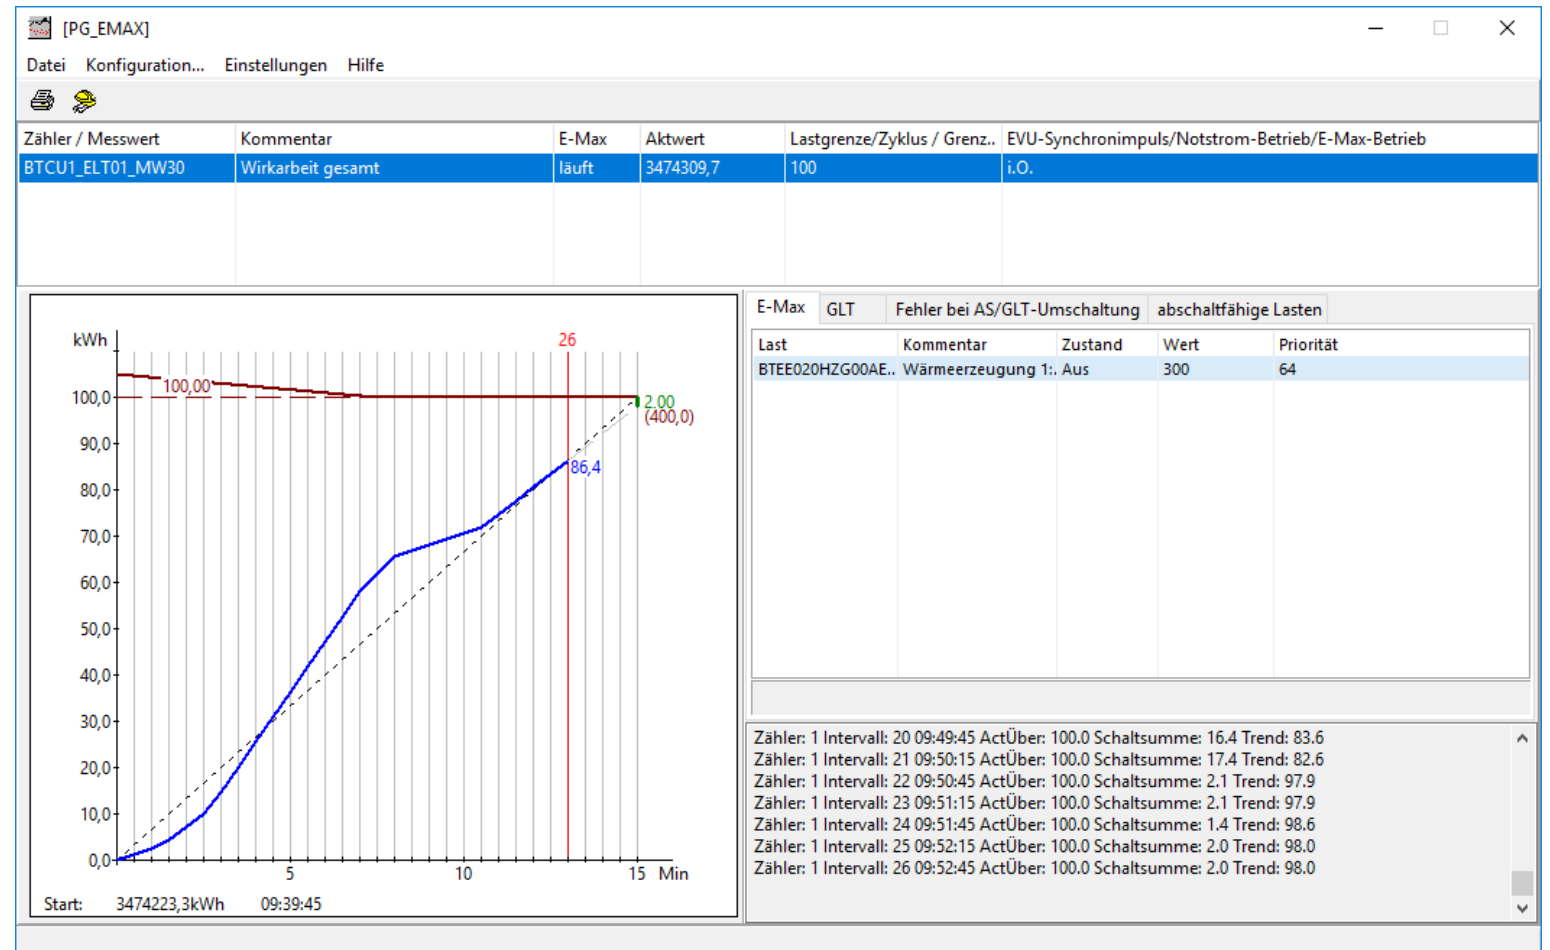 [PG_EMAX]
Datei Konfiguration... Einstellungen Hilfe
Zähler / Messwert Kommentar E-Max Aktwert Lastgrenze/Zyklus / Grenz.. EVU-Synchronimpuls/Notstrom-Betrieb/E-Max-Betrieb
BTCU1_ELT01_MW30 Wirkarbeit gesamt läuft 3474309,7 100 i.O.
kWh
26
100,00
100,0
2.00
(400,0)
90,0
86,4
80,0
70,0
60,0
50,0
40,0
30,0
20,0
10,0
0,0
5 10 15 Min
Start: 3474223,3kWh 09:39:45
E-Max GLT Fehler bei AS/GLT-Umschaltung abschaltfähige Lasten
Last Kommentar Zustand Wert Priorität
BTEE020HZG00AE.. Wärmeerzeugung 1:. Aus 300 64
Zähler: 1 Intervall: 20 09:49:45 ActÜber: 100.0 Schaltsumme: 16.4 Trend: 83.6
Zähler: 1 Intervall: 21 09:50:15 ActÜber: 100.0 Schaltsumme: 17.4 Trend: 82.6
Zähler: 1 Intervall: 22 09:50:45 ActÜber: 100.0 Schaltsumme: 2.1 Trend: 97.9
Zähler: 1 Intervall: 23 09:51:15 ActÜber: 100.0 Schaltsumme: 2.1 Trend: 97.9
Zähler: 1 Intervall: 24 09:51:45 ActÜber: 100.0 Schaltsumme: 1.4 Trend: 98.6
Zähler: 1 Intervall: 25 09:52:15 ActÜber: 100.0 Schaltsumme: 2.0 Trend: 98.0
Zähler: 1 Intervall: 26 09:52:45 ActÜber: 100.0 Schaltsumme: 2.0 Trend: 98.0